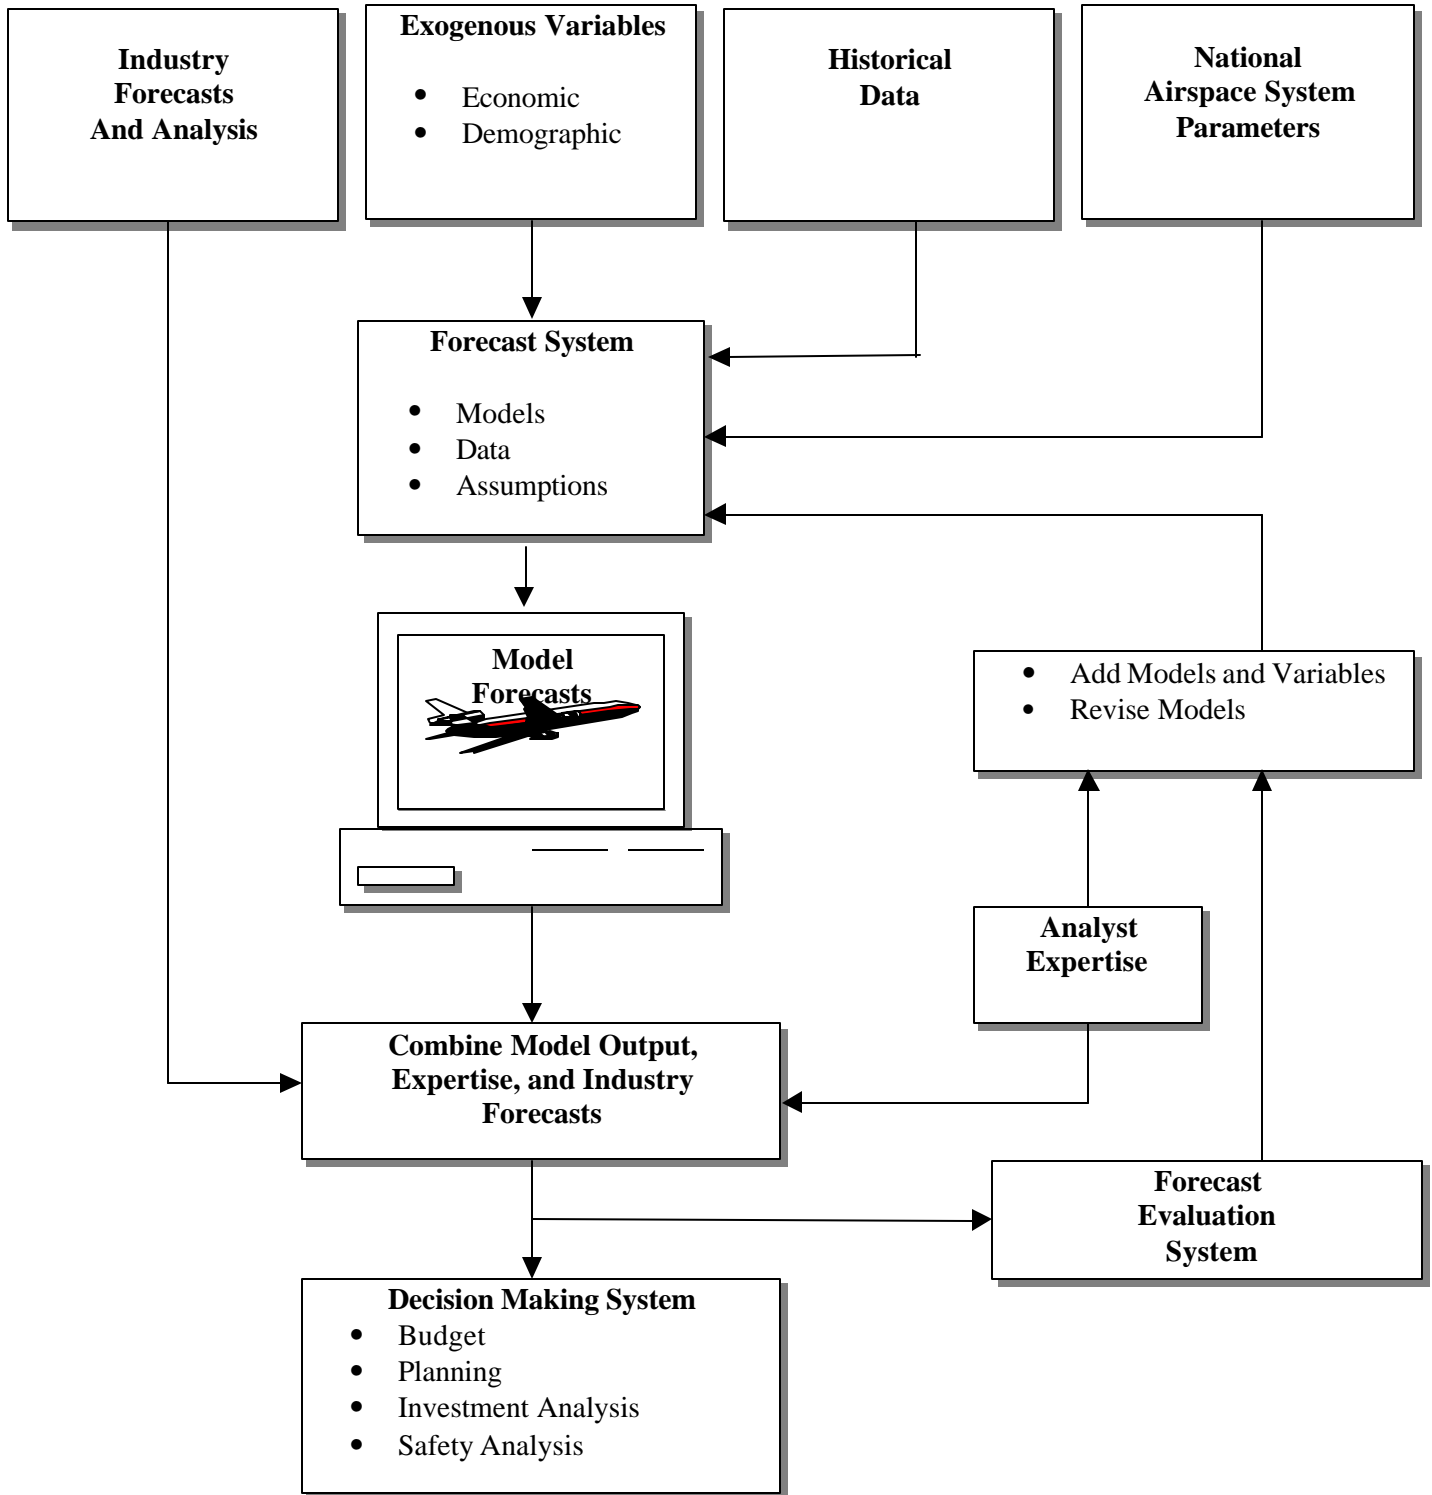 Industry
Forecasts
And Analysis
Exogenous Variables
• Economic
• Demographic
Historical
Data
National
Airspace System
Parameters
Forecast System
• Models
• Data
• Assumptions
Model
Forecasts
• Add Models and Variables
• Revise Models
Analyst
Expertise
Combine Model Output,
Expertise, and Industry
Forecasts
Forecast
Evaluation
System
Decision Making System
• Budget
• Planning
• Investment Analysis
• Safety Analysis